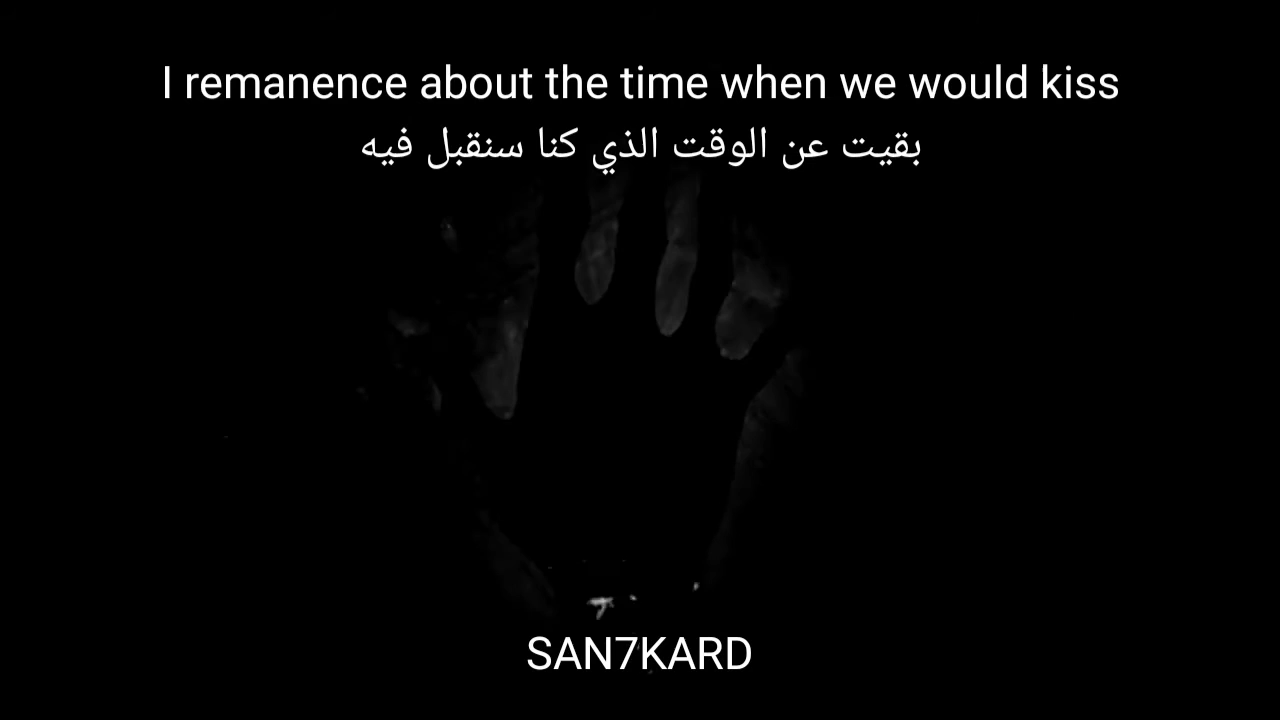 I remanence about the time when we would kiss
بقيت عن الوقت الذي كنا سنقبل فيه
SAN7KARD